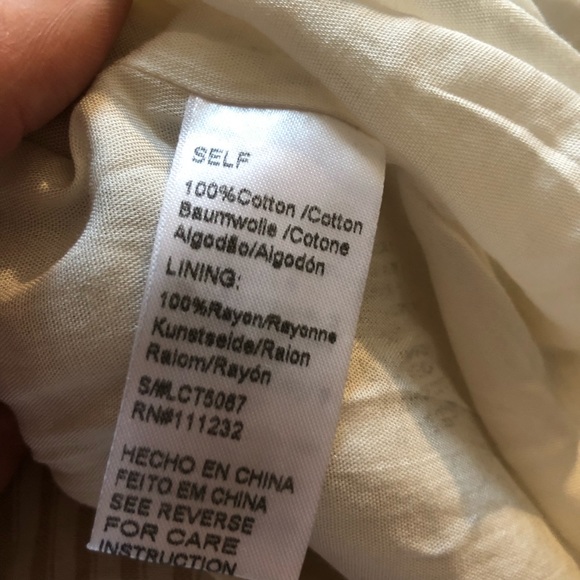 SELF
100%Cotton /Cotton
Baumwolle /Cotone
Algodão/Algodón
LINING:
100%Rayon/Rayonne
Kunstseide/Raion
Raiom/Rayón
S/#LCT5067
RN#111232
HECHO EN CHINA
FEITO EM CHINA
SEE REVERSE
FOR CARE
INSTRUCTION